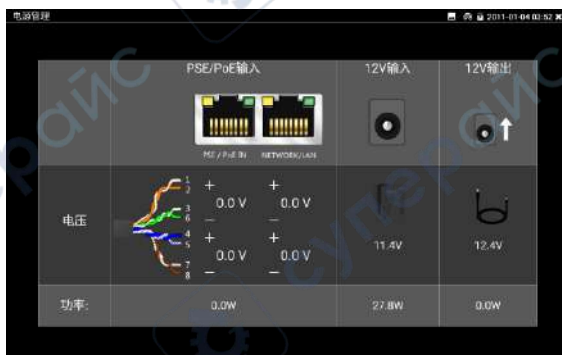 电源管理
2011-01-04 03:52
PSE/PoE输入 12V输入 12V输出
PSE / PoE IN NETWORK/LAN
1
2
3
6
4
5
7
8
+ +
0.0 V 0.0 V
− −
+ +
0.0 V 0.0 V
− −
电压 11.4V 12.4V
功率: 0.0W 27.8W 0.0W
суперайс